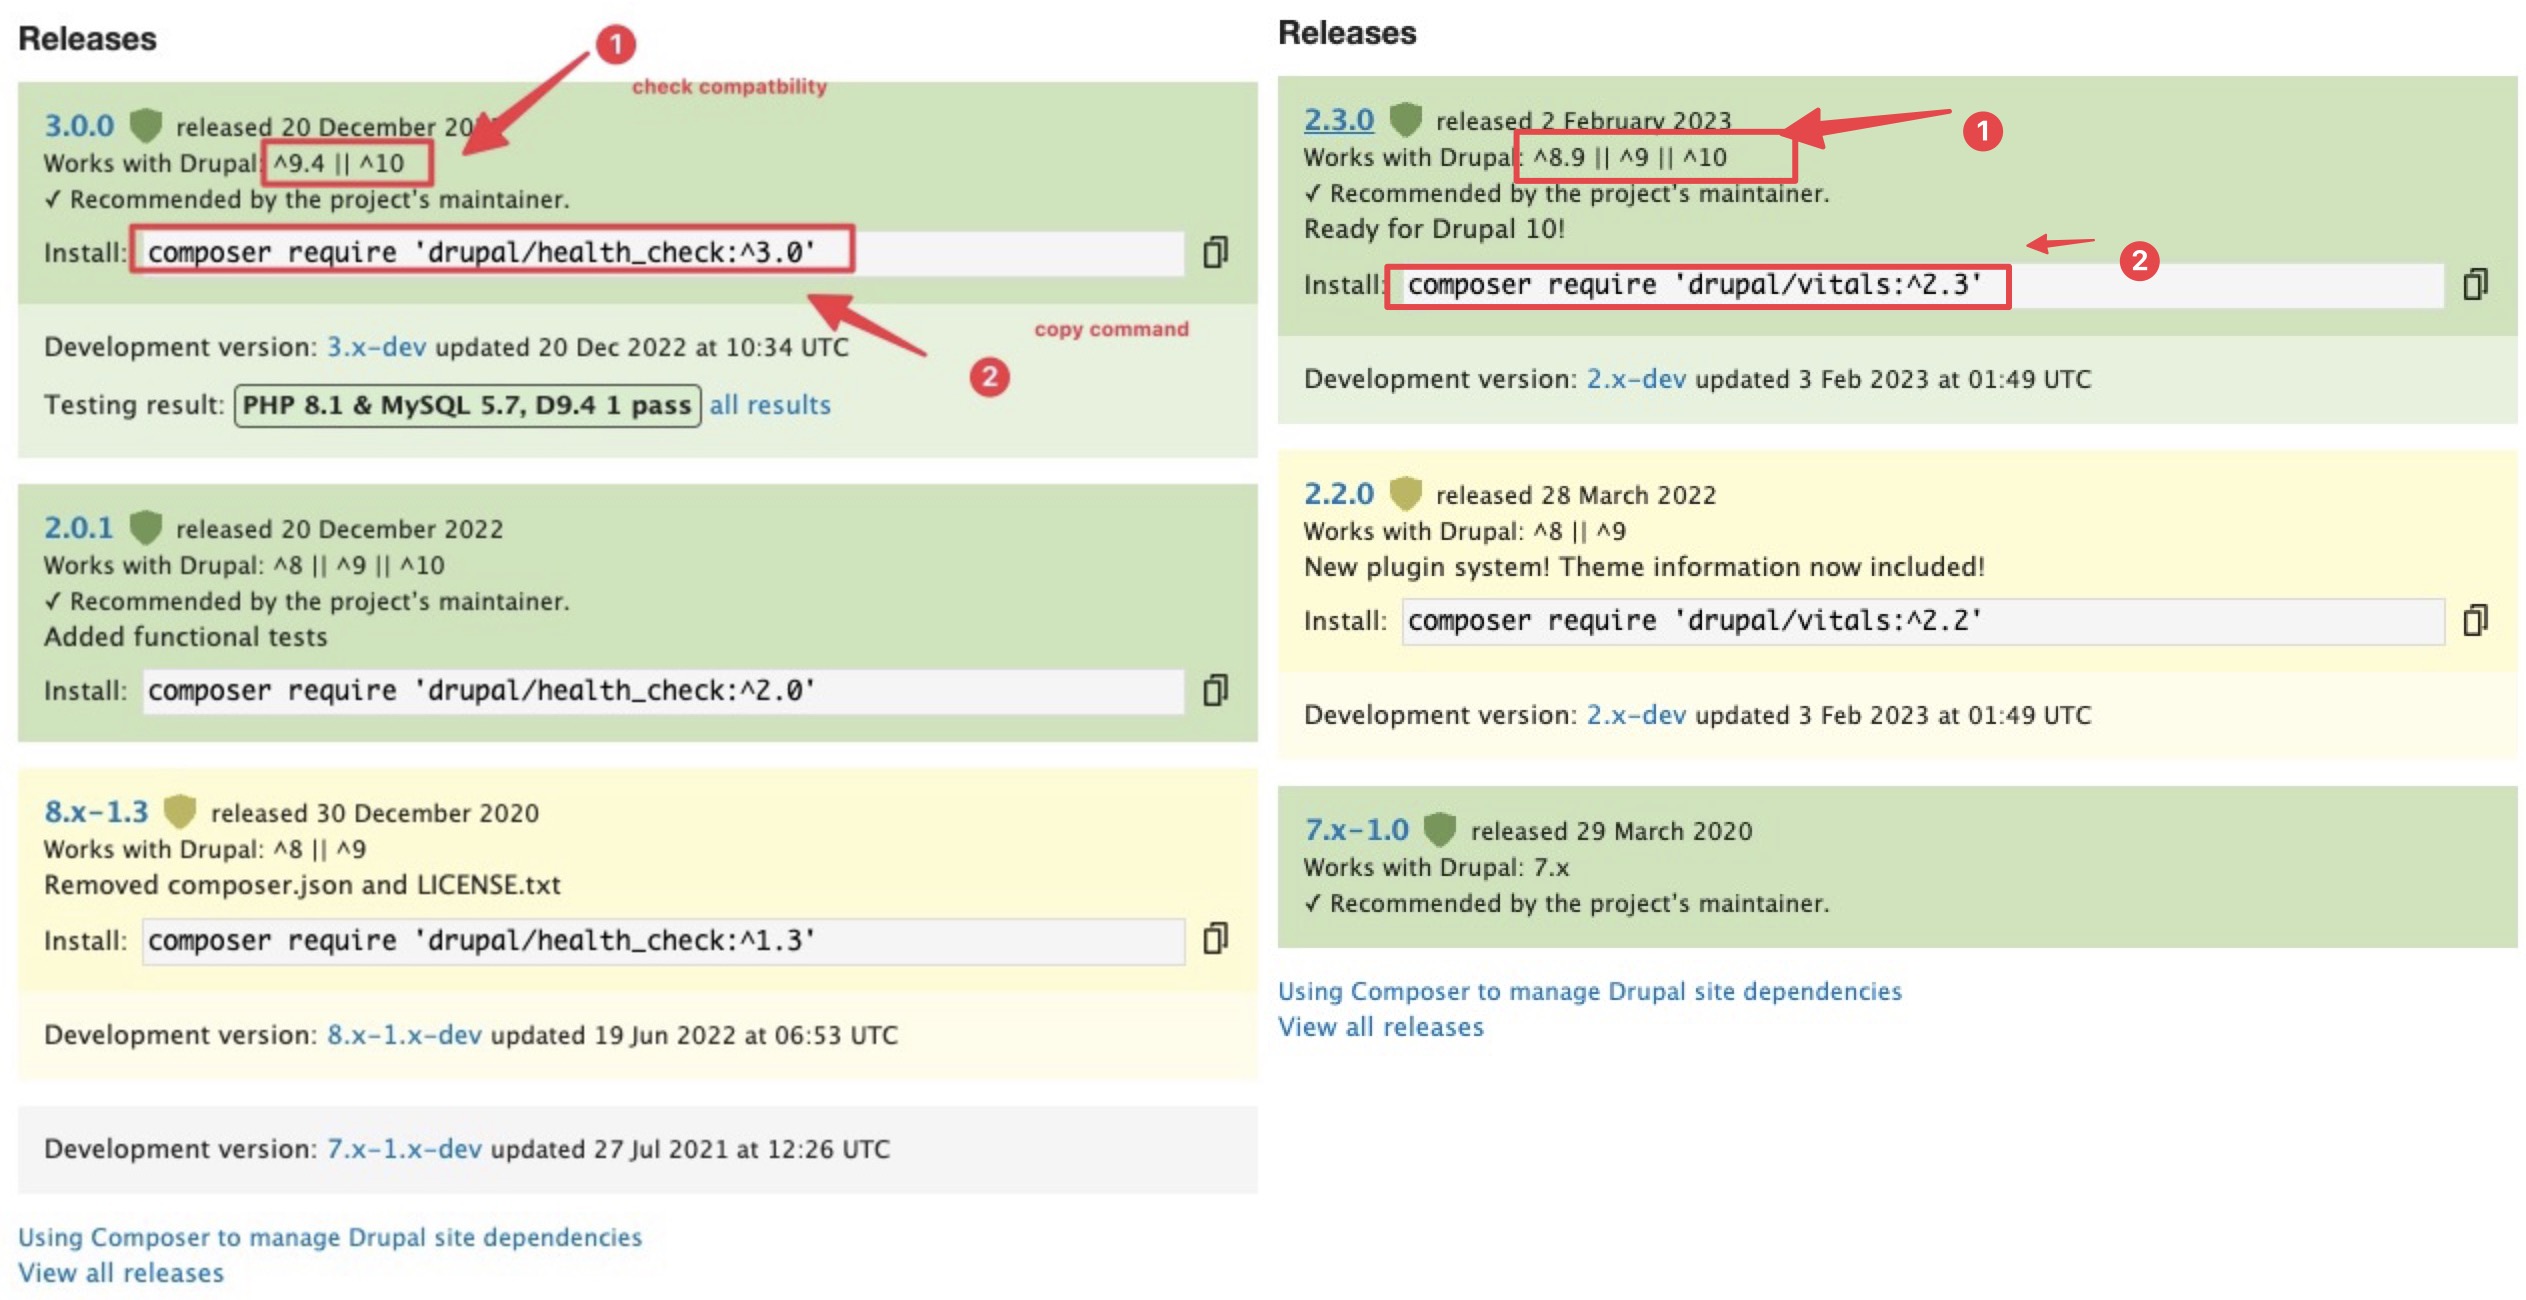 Releases
1
check compatbility
3.0.0 released 20 December 20
Works with Drupal: ^9.4 || ^10
✓ Recommended by the project's maintainer.
Install: composer require 'drupal/health_check:^3.0'
copy command
2
Development version: 3.x-dev updated 20 Dec 2022 at 10:34 UTC
Testing result: PHP 8.1 & MySQL 5.7, D9.4 1 pass all results
2.0.1 released 20 December 2022
Works with Drupal: ^8 || ^9 || ^10
✓ Recommended by the project's maintainer.
Added functional tests
Install: composer require 'drupal/health_check:^2.0'
8.x-1.3 released 30 December 2020
Works with Drupal: ^8 || ^9
Removed composer.json and LICENSE.txt
Install: composer require 'drupal/health_check:^1.3'
Development version: 8.x-1.x-dev updated 19 Jun 2022 at 06:53 UTC
Development version: 7.x-1.x-dev updated 27 Jul 2021 at 12:26 UTC
Using Composer to manage Drupal site dependencies
View all releases
Releases
2.3.0 released 2 February 2023
1
Works with Drupal: ^8.9 || ^9 || ^10
✓ Recommended by the project's maintainer.
Ready for Drupal 10!
2
Install: composer require 'drupal/vitals:^2.3'
Development version: 2.x-dev updated 3 Feb 2023 at 01:49 UTC
2.2.0 released 28 March 2022
Works with Drupal: ^8 || ^9
New plugin system! Theme information now included!
Install: composer require 'drupal/vitals:^2.2'
Development version: 2.x-dev updated 3 Feb 2023 at 01:49 UTC
7.x-1.0 released 29 March 2020
Works with Drupal: 7.x
✓ Recommended by the project's maintainer.
Using Composer to manage Drupal site dependencies
View all releases